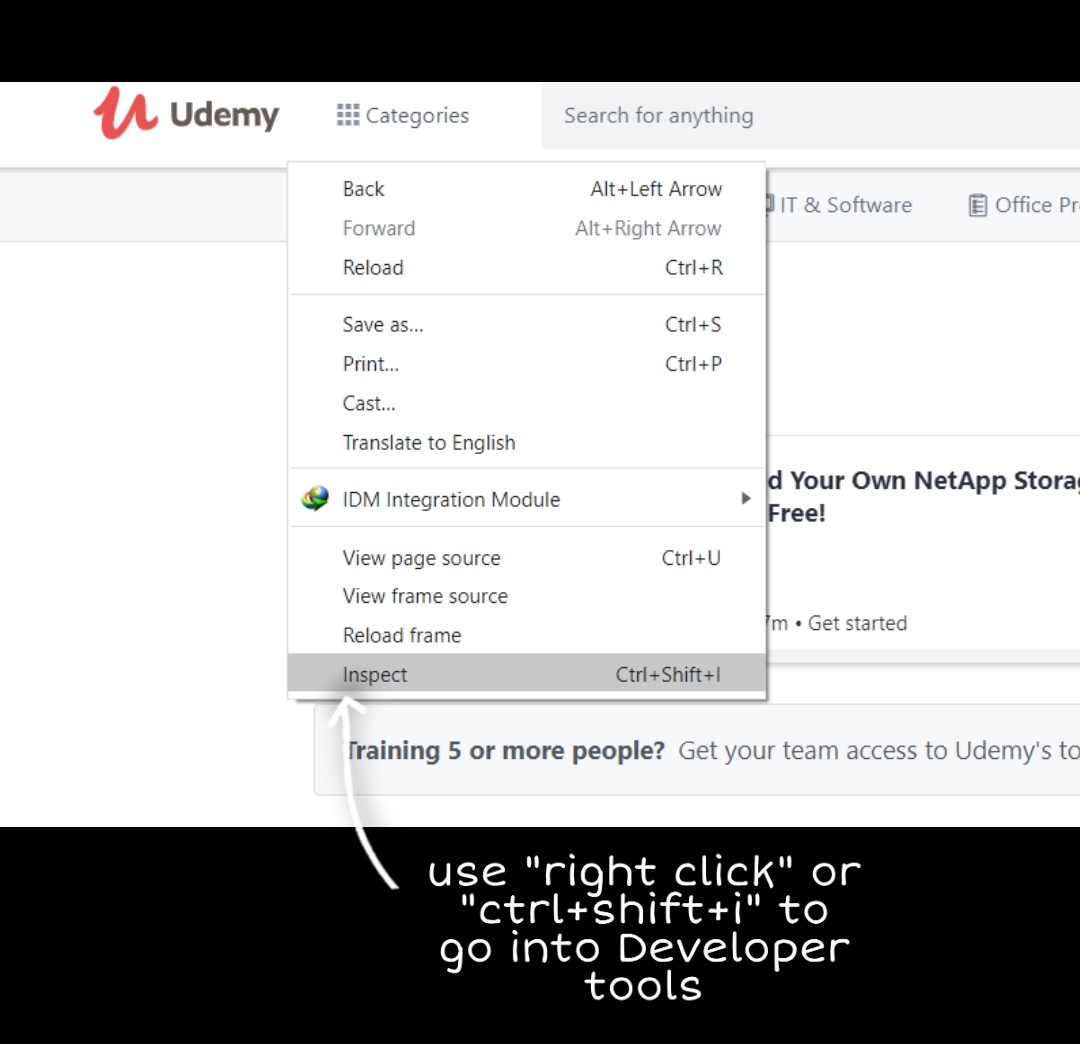 Udemy Categories Search for anything
Back Alt+Left Arrow
IT & Software Office Pr
Forward Alt+Right Arrow
Reload Ctrl+R
Save as... Ctrl+S
Print... Ctrl+P
Cast...
Translate to English
d Your Own NetApp Storag
IDM Integration Module
Free!
View page source Ctrl+U
View frame source
7m • Get started
Reload frame
Inspect Ctrl+Shift+I
Training 5 or more people? Get your team access to Udemy's to
use "right click" or
"ctrl+shift+i" to
go into Developer
tools